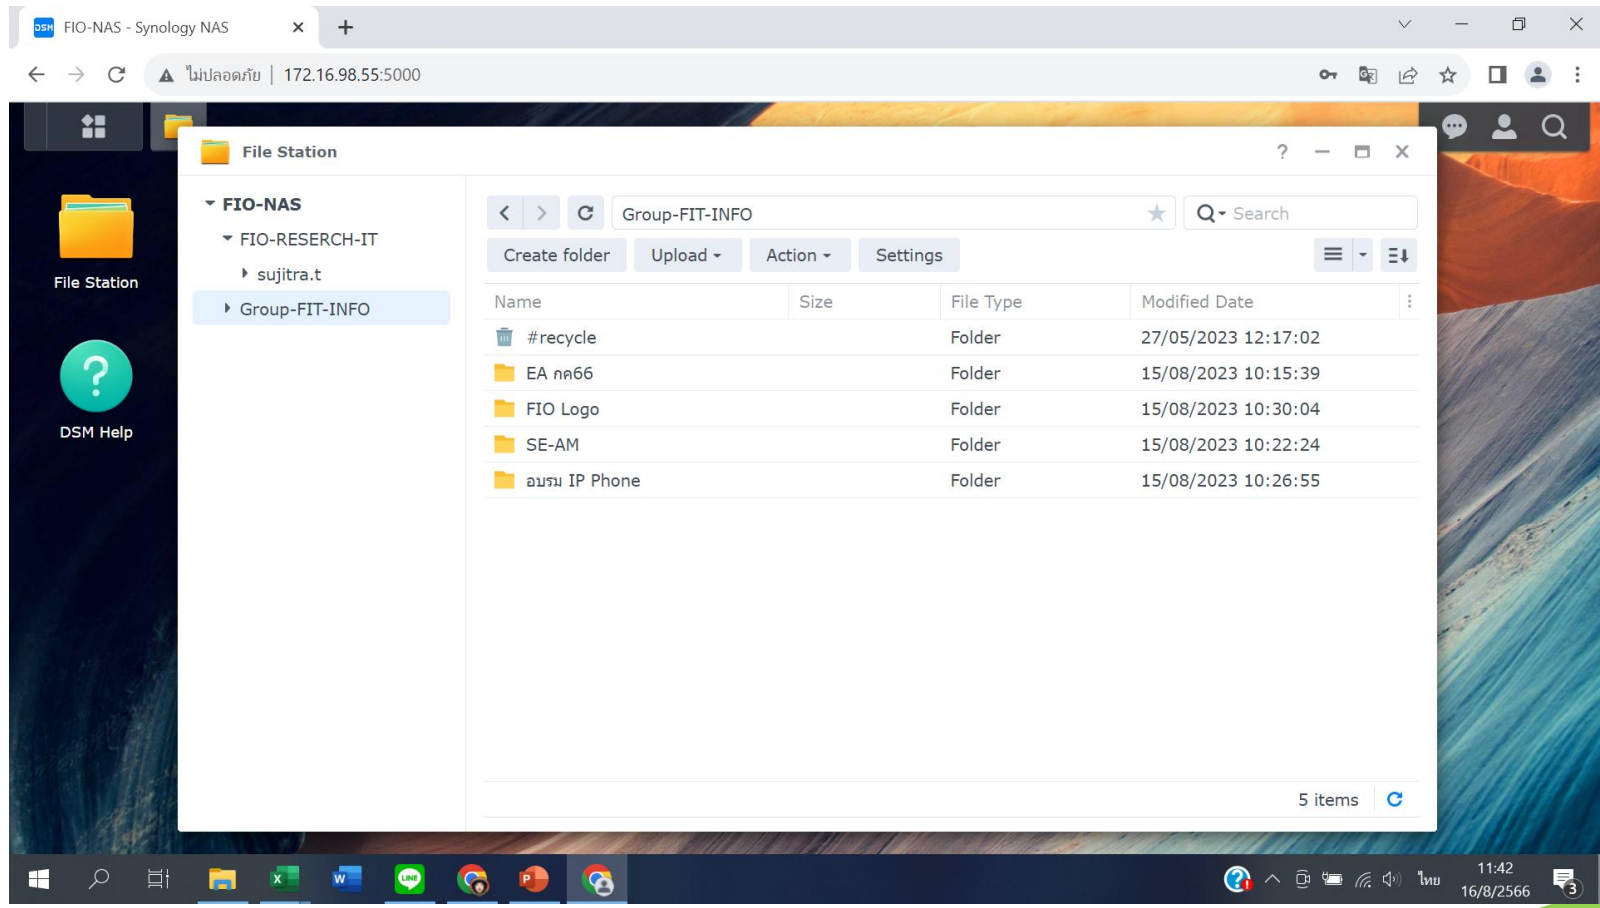 FIO-NAS - Synology NAS
ไม่ปลอดภัย | 172.16.98.55:5000
File Station
FIO-NAS
FIO-RESERCH-IT
sujitra.t
Group-FIT-INFO
File Station
DSM Help
Group-FIT-INFO
Search
Create folder Upload Action Settings
Name Size File Type Modified Date
#recycle Folder 27/05/2023 12:17:02
EA กค66 Folder 15/08/2023 10:15:39
FIO Logo Folder 15/08/2023 10:30:04
SE-AM Folder 15/08/2023 10:22:24
อบรม IP Phone Folder 15/08/2023 10:26:55
5 items
ไทย
11:42
16/8/2566
3